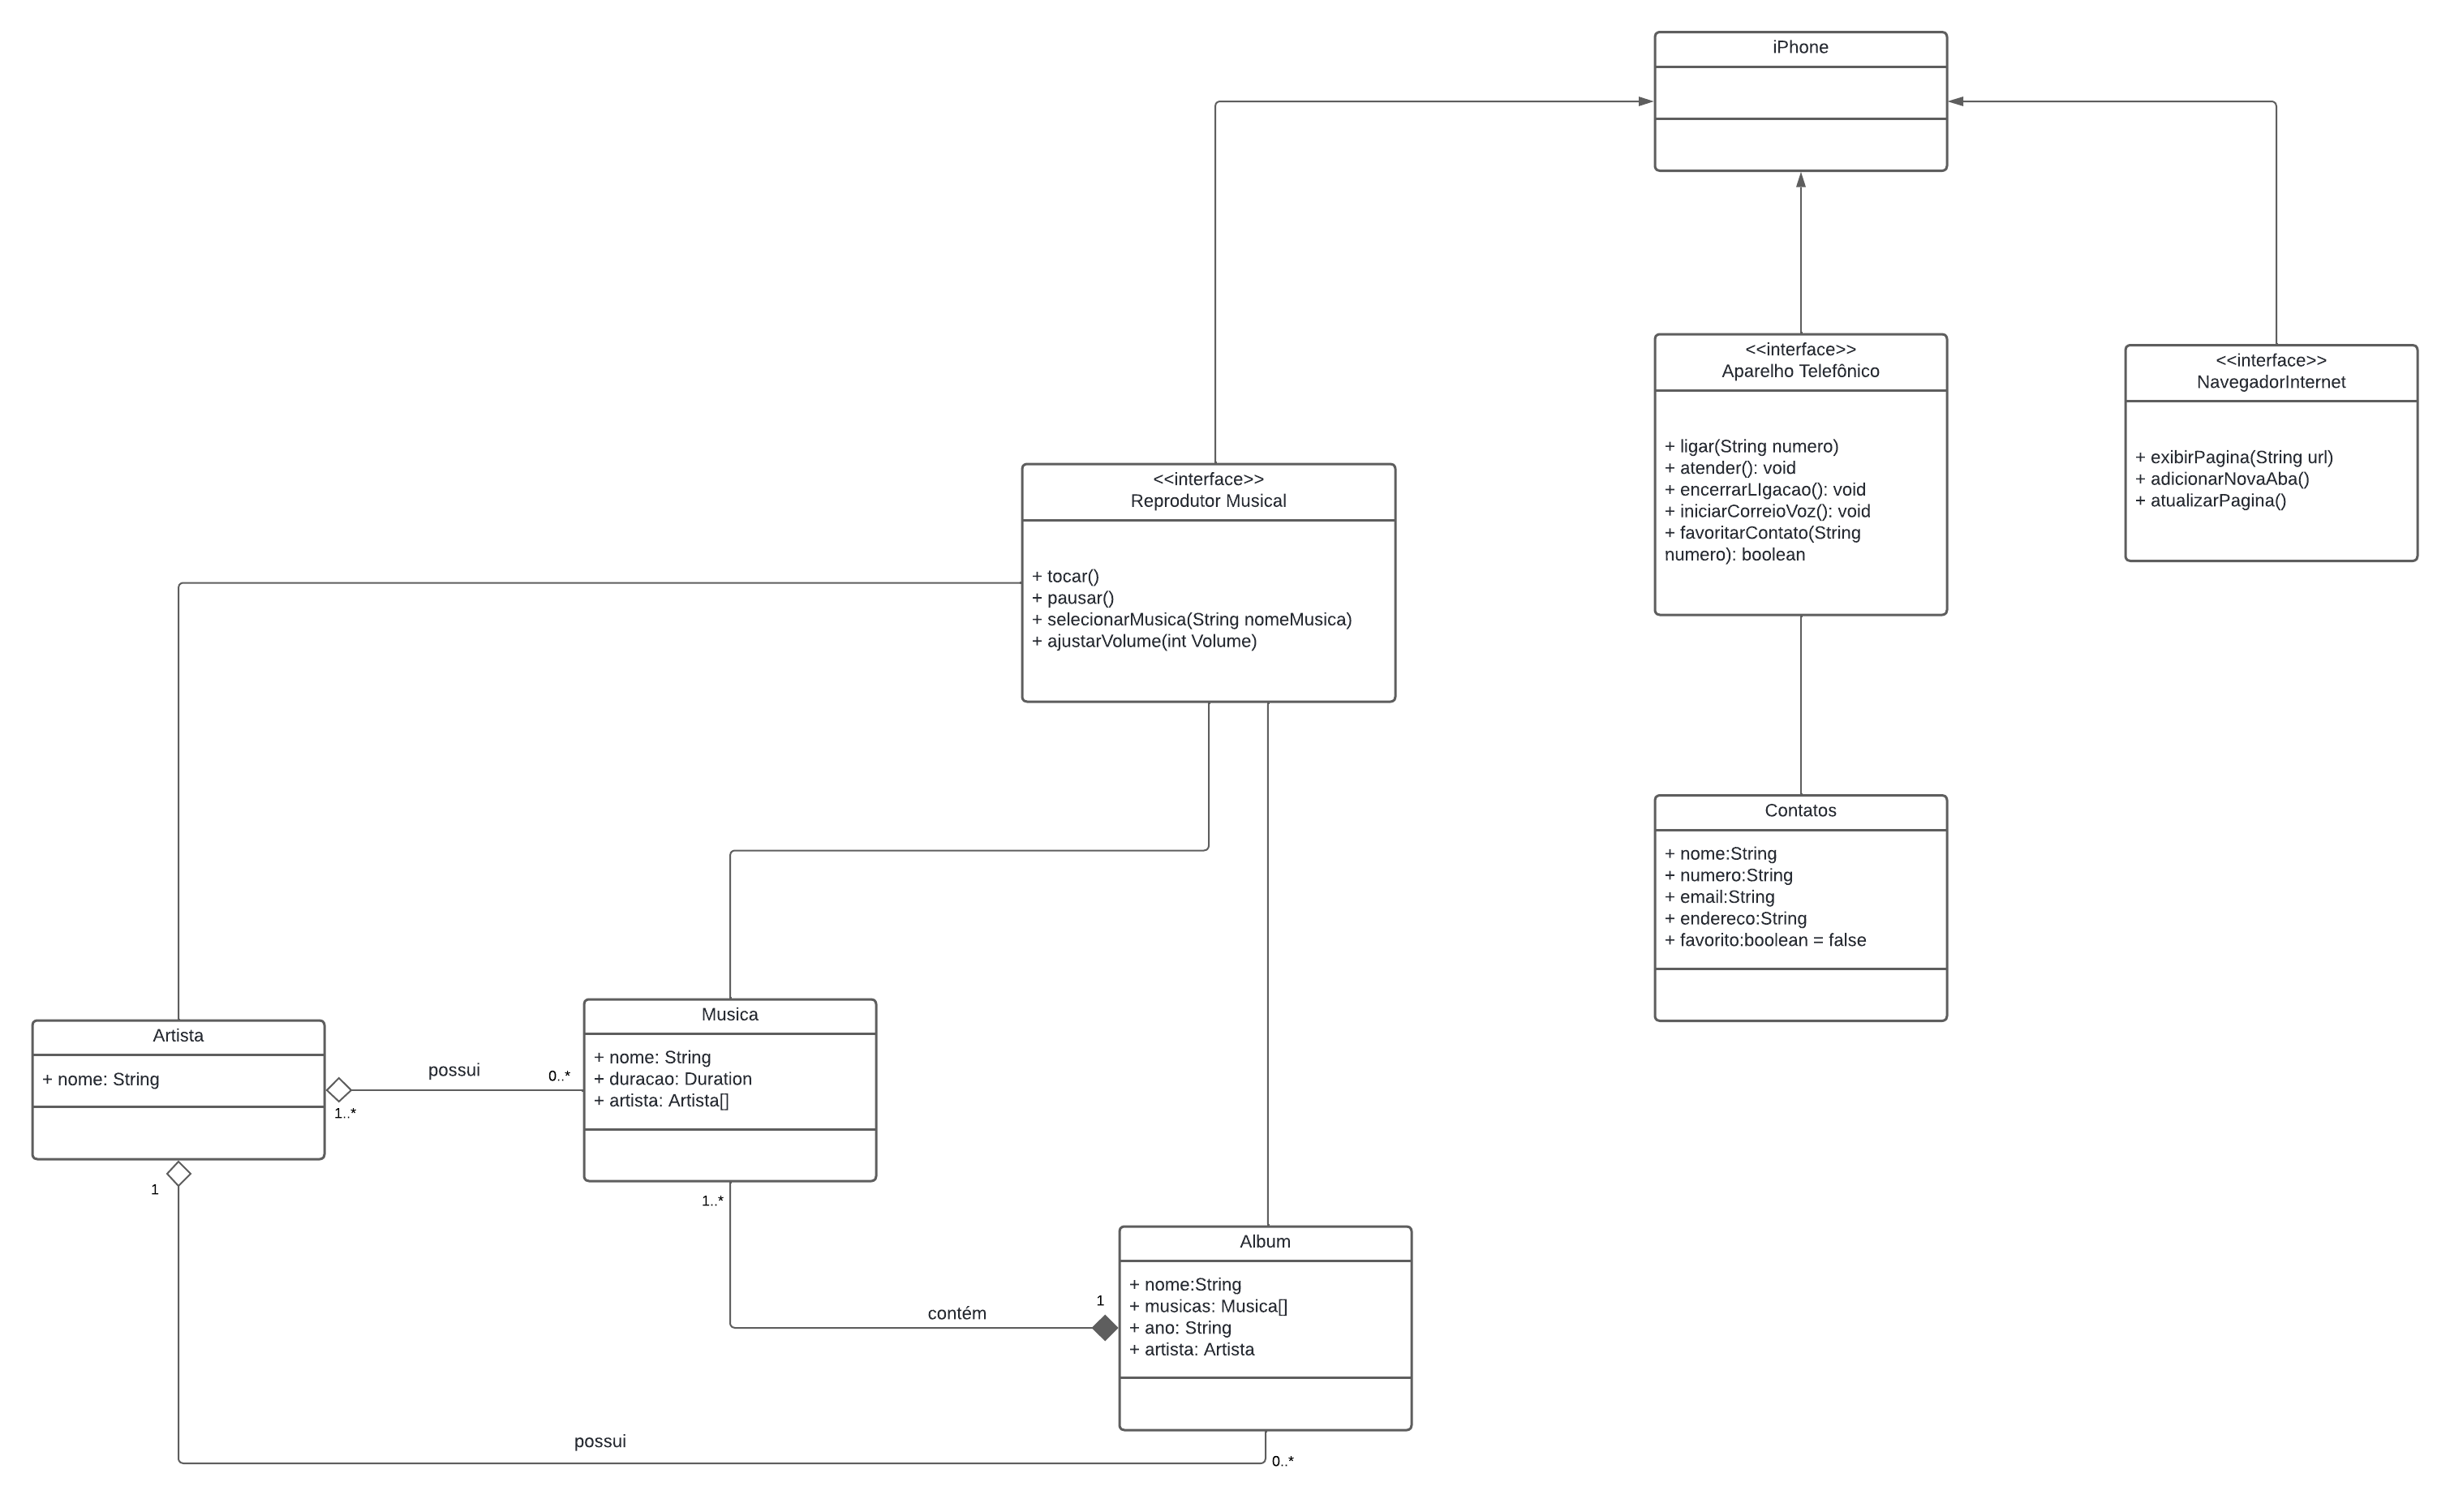 iPhone
<<interface>>
Aparelho Telefônico
+ ligar(String numero)
+ atender(): void
+ encerrarLIgacao(): void
+ iniciarCorreioVoz(): void
+ favoritarContato(String
numero): boolean
<<interface>>
NavegadorInternet
+ exibirPagina(String url)
+ adicionarNovaAba()
+ atualizarPagina()
<<interface>>
Reprodutor Musical
+ tocar()
+ pausar()
+ selecionarMusica(String nomeMusica)
+ ajustarVolume(int Volume)
Contatos
+ nome:String
+ numero:String
+ email:String
+ endereco:String
+ favorito:boolean = false
Artista
+ nome: String
possui
0..*
1..*
1
Musica
+ nome: String
+ duracao: Duration
+ artista: Artista[]
1..*
contém
1
Album
+ nome:String
+ musicas: Musica[]
+ ano: String
+ artista: Artista
possui
0..*